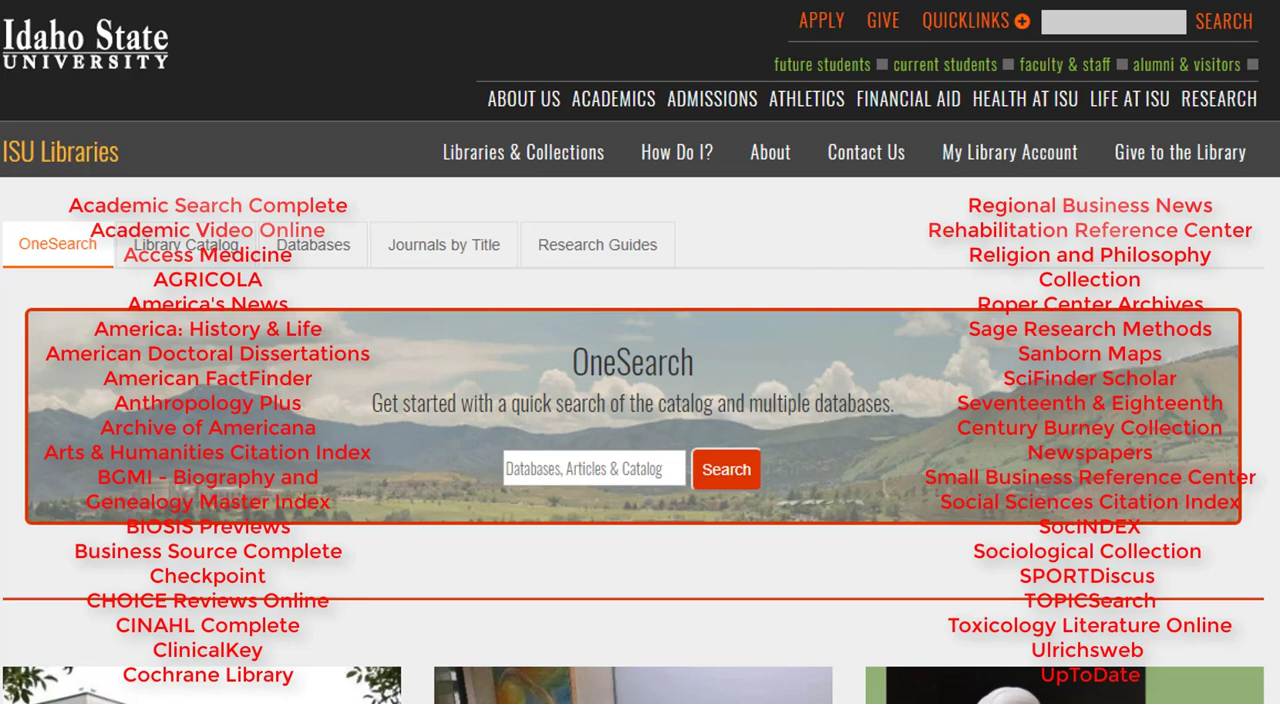 Idaho State
UNIVERSITY
APPLY GIVE QUICKLINKS SEARCH
future students current students faculty & staff alumni & visitors
ABOUT US ACADEMICS ADMISSIONS ATHLETICS FINANCIAL AID HEALTH AT ISU LIFE AT ISU RESEARCH
ISU Libraries
Libraries & Collections How Do I? About Contact Us My Library Account Give to the Library
OneSearch Library Catalog Databases Journals by Title Research Guides
Academic Search Complete
Academic Video Online
Access Medicine
AGRICOLA
America's News
America: History & Life
American Doctoral Dissertations
American FactFinder
Anthropology Plus
Archive of Americana
Arts & Humanities Citation Index
BGMI - Biography and
Genealogy Master Index
BIOSIS Previews
Business Source Complete
Checkpoint
CHOICE Reviews Online
CINAHL Complete
ClinicalKey
Cochrane Library
OneSearch
Get started with a quick search of the catalog and multiple databases.
Databases, Articles & Catalog Search
Regional Business News
Rehabilitation Reference Center
Religion and Philosophy
Collection
Roper Center Archives
Sage Research Methods
Sanborn Maps
SciFinder Scholar
Seventeenth & Eighteenth
Century Burney Collection
Newspapers
Small Business Reference Center
Social Sciences Citation Index
SocINDEX
Sociological Collection
SPORTDiscus
TOPICSearch
Toxicology Literature Online
Ulrichsweb
UpToDate